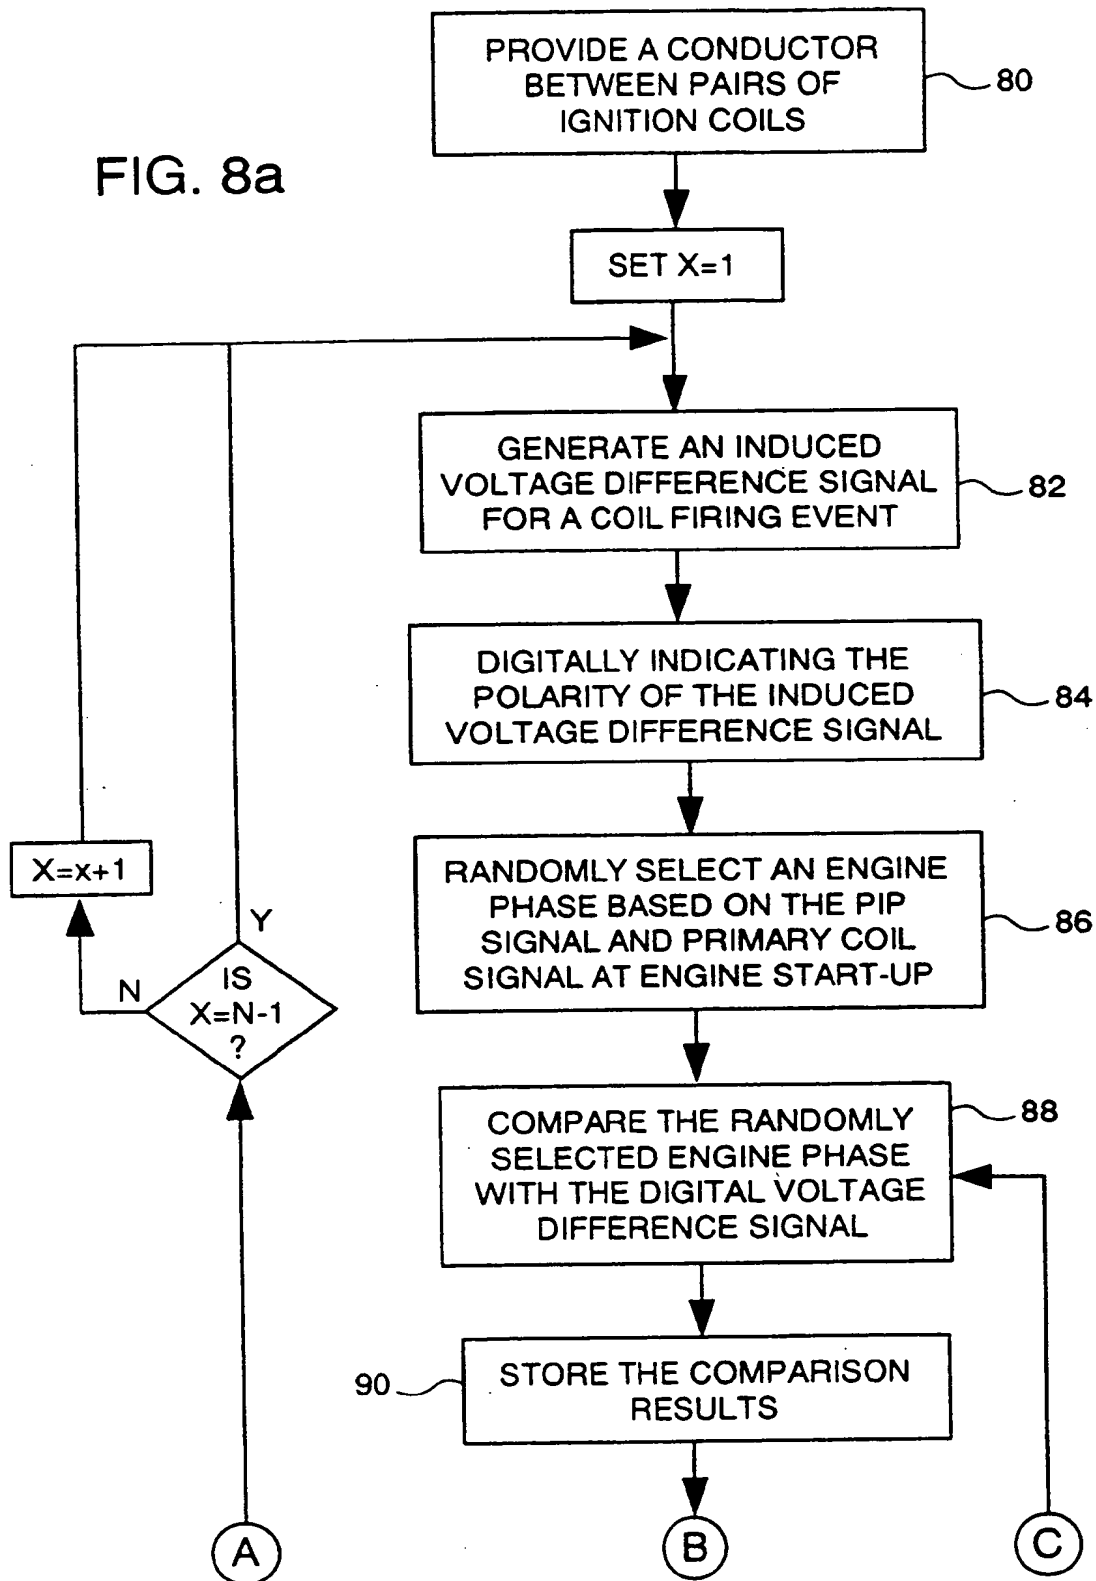 PROVIDE A CONDUCTOR
BETWEEN PAIRS OF
IGNITION COILS
80
FIG. 8a
SET X=1
GENERATE AN INDUCED
VOLTAGE DIFFERENCE SIGNAL
FOR A COIL FIRING EVENT
82
DIGITALLY INDICATING THE
POLARITY OF THE INDUCED
VOLTAGE DIFFERENCE SIGNAL
84
X=x+1
RANDOMLY SELECT AN ENGINE
PHASE BASED ON THE PIP
SIGNAL AND PRIMARY COIL
SIGNAL AT ENGINE START-UP
86
Y
N
IS
X=N-1
?
COMPARE THE RANDOMLY
SELECTED ENGINE PHASE
WITH THE DIGITAL VOLTAGE
DIFFERENCE SIGNAL
88
90
STORE THE COMPARISON
RESULTS
A
B
C